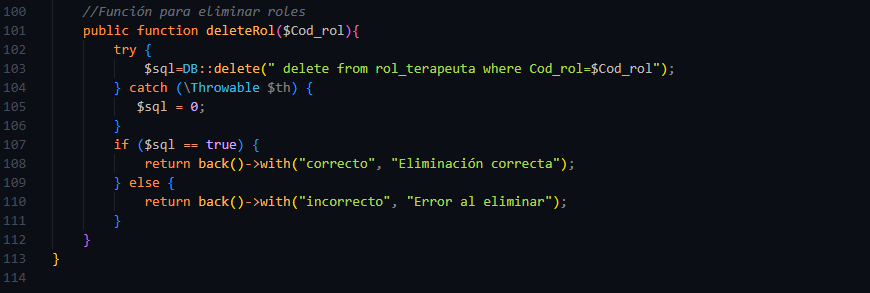 100 //Función para eliminar roles
101 public function deleteRol($Cod_rol){
102 try {
103 $sql=DB::delete(" delete from rol_terapeuta where Cod_rol=$Cod_rol");
104 } catch (\Throwable $th) {
105 $sql = 0;
106 }
107 if ($sql == true) {
108 return back()->with("correcto", "Eliminación correcta");
109 } else {
110 return back()->with("incorrecto", "Error al eliminar");
111 }
112 }
113 }
114